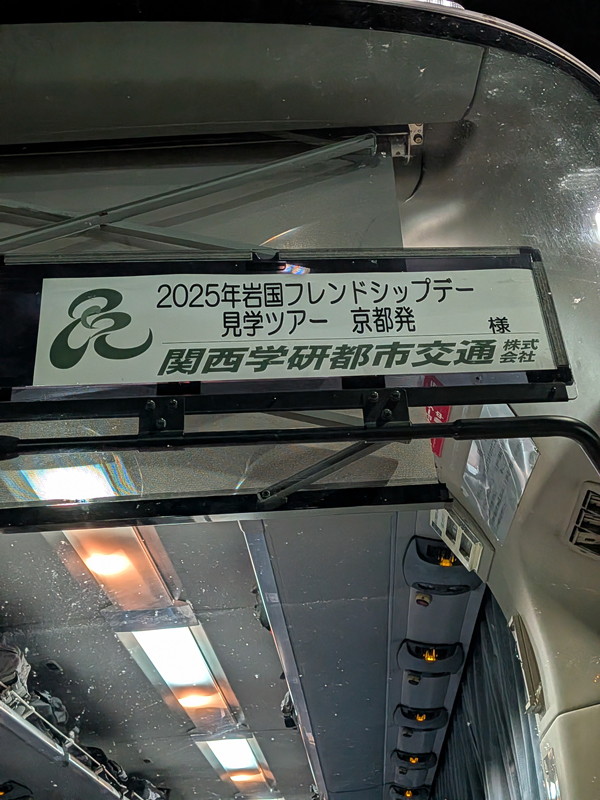 2025年岩国フレンドシップデー
見学ツアー　京都発　様
関西学研都市交通 株式会社